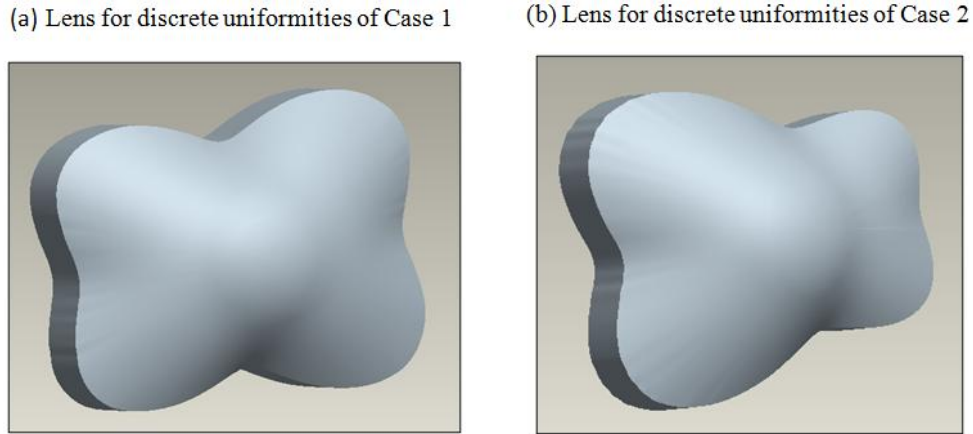 (a) Lens for discrete uniformities of Case 1
(b) Lens for discrete uniformities of Case 2